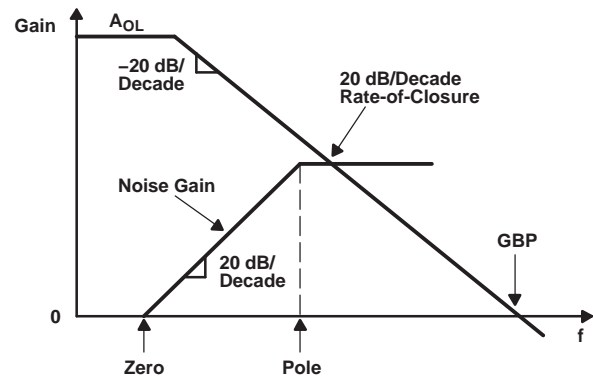 Gain
A_OL
–20 dB/
Decade
20 dB/Decade
Rate-of-Closure
Noise Gain
20 dB/
Decade
GBP
0
f
Zero
Pole